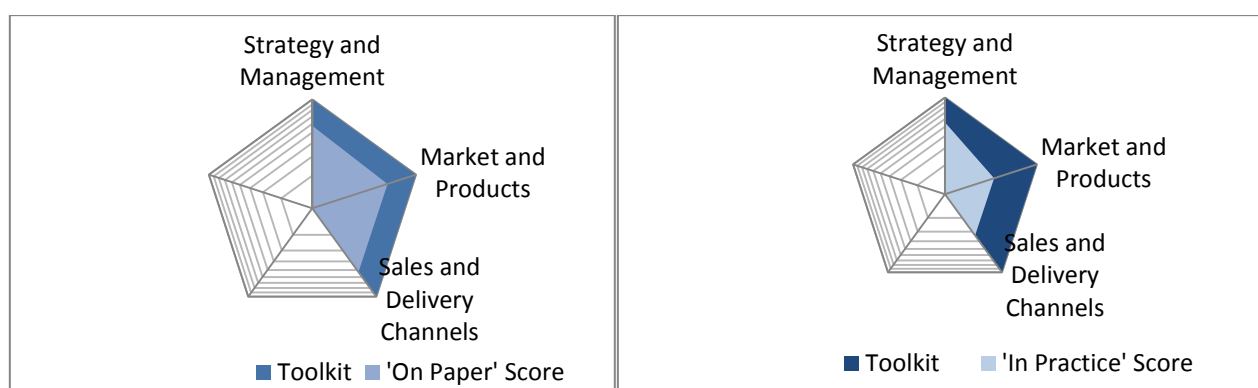 Strategy and
Management
Market and
Products
Sales and
Delivery
Channels
Toolkit 'On Paper' Score
Strategy and
Management
Market and
Products
Sales and
Delivery
Channels
Toolkit 'In Practice' Score